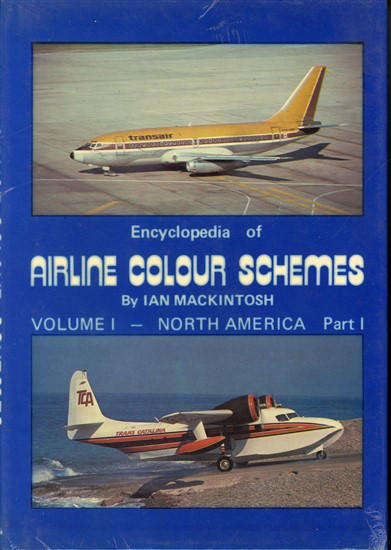 transair
Encyclopedia of
AIRLINE COLOUR SCHEMES
By IAN MACKINTOSH
VOLUME I — NORTH AMERICA Part I
TCA
TRANS CATALINA